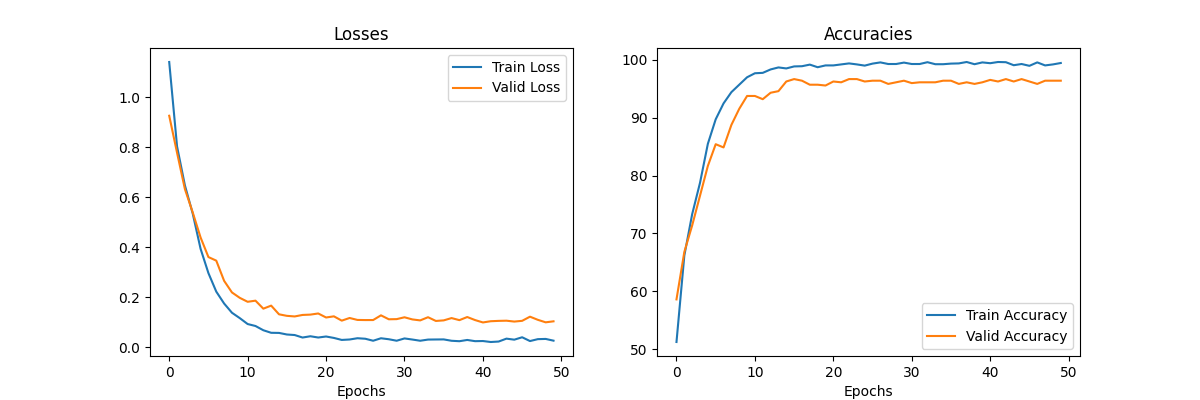 Losses
Train Loss
Valid Loss
1.0
0.8
0.6
0.4
0.2
0.0
0 10 20 30 40 50
Epochs
Accuracies
100
90
80
70
60
50
Train Accuracy
Valid Accuracy
0 10 20 30 40 50
Epochs